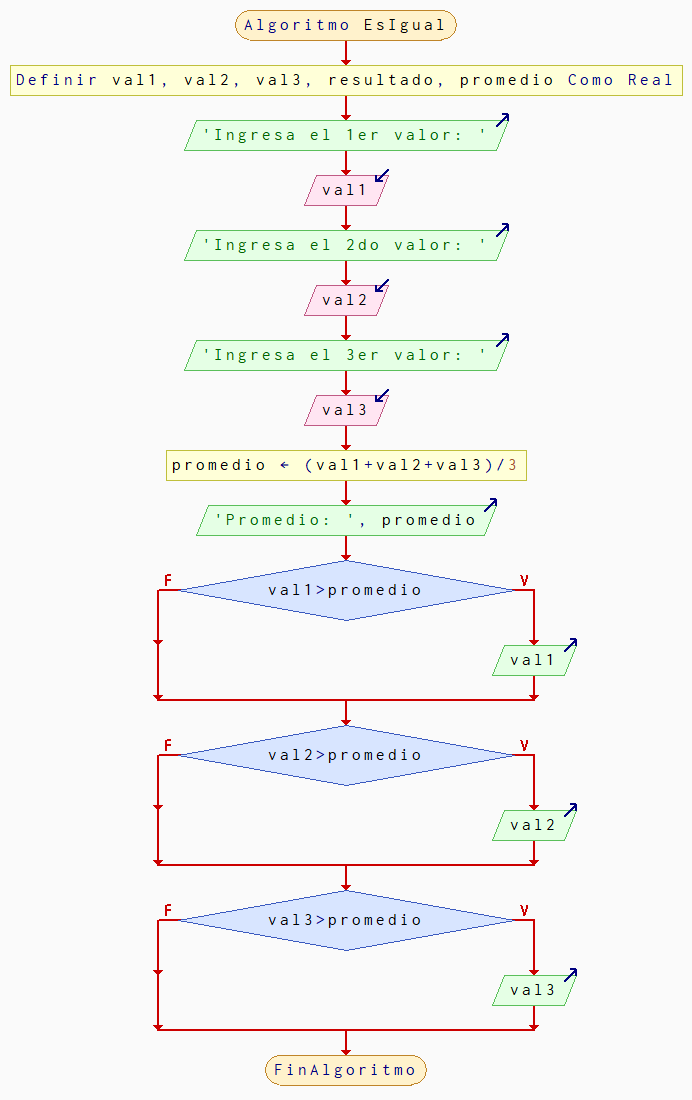 Algoritmo EsIgual
Definir val1, val2, val3, resultado, promedio Como Real
'Ingresa el 1er valor: '
val1
'Ingresa el 2do valor: '
val2
'Ingresa el 3er valor: '
val3
promedio ← (val1+val2+val3)/3
'Promedio: ', promedio
F
V
val1>promedio
val1
F
V
val2>promedio
val2
F
V
val3>promedio
val3
FinAlgoritmo